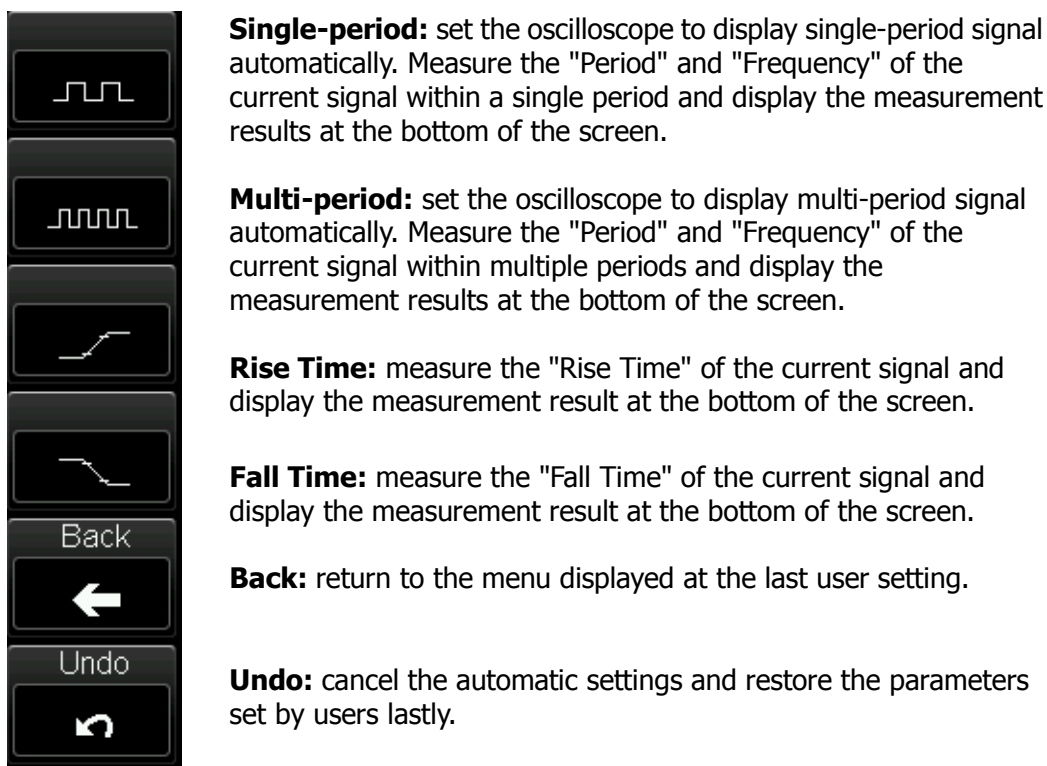 Single-period: set the oscilloscope to display single-period signal
automatically. Measure the "Period" and "Frequency" of the
current signal within a single period and display the measurement
results at the bottom of the screen.
Multi-period: set the oscilloscope to display multi-period signal
automatically. Measure the "Period" and "Frequency" of the
current signal within multiple periods and display the
measurement results at the bottom of the screen.
Rise Time: measure the "Rise Time" of the current signal and
display the measurement result at the bottom of the screen.
Fall Time: measure the "Fall Time" of the current signal and
display the measurement result at the bottom of the screen.
Back
Back: return to the menu displayed at the last user setting.
Undo
Undo: cancel the automatic settings and restore the parameters
set by users lastly.